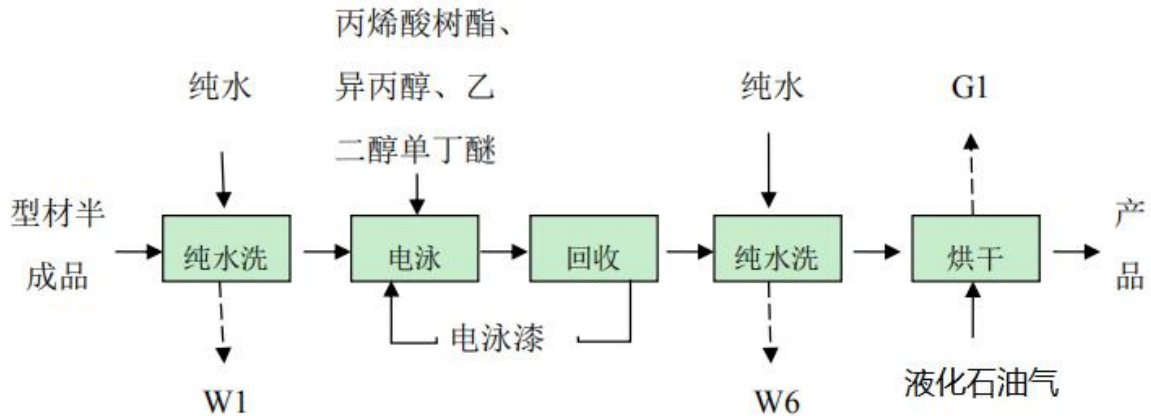 丙烯酸树酯、
异丙醇、乙
二醇单丁醚
纯水
纯水
G1
型材半
成品
纯水洗
电泳
回收
纯水洗
烘干
产
品
电泳漆
W1
W6
液化石油气